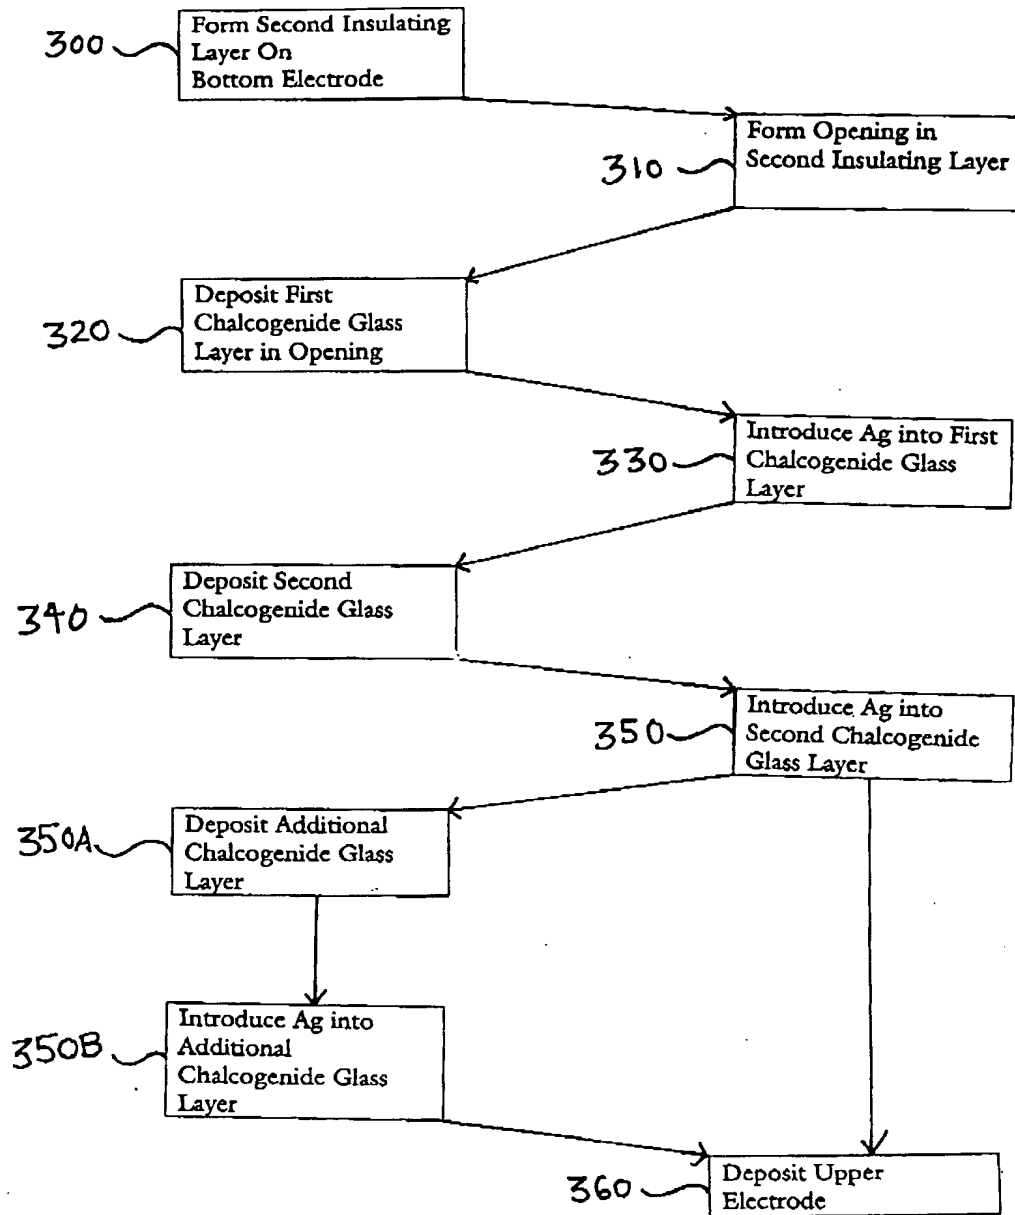 300
Form Second Insulating
Layer On
Bottom Electrode
310
Form Opening in
Second Insulating Layer
320
Deposit First
Chalcogenide Glass
Layer in Opening
330
Introduce Ag into First
Chalcogenide Glass
Layer
340
Deposit Second
Chalcogenide Glass
Layer
350
Introduce Ag into
Second Chalcogenide
Glass Layer
350A
Deposit Additional
Chalcogenide Glass
Layer
350B
Introduce Ag into
Additional
Chalcogenide Glass
Layer
360
Deposit Upper
Electrode